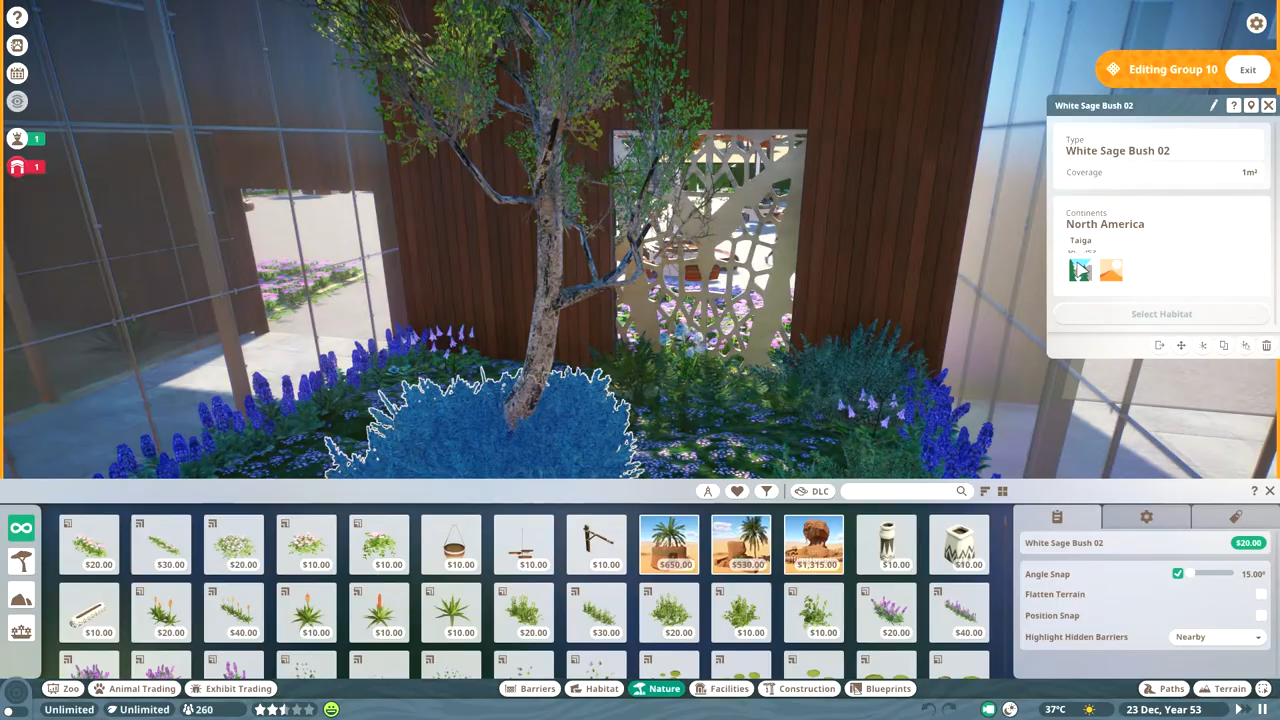 ?
Editing Group 10
Exit
1
1
White Sage Bush 02
?
Type
White Sage Bush 02
Coverage
1m²
Continents
North America
Taiga
Select Habitat
DLC
?
$20.00
$30.00
$20.00
$10.00
$10.00
$10.00
$10.00
$10.00
$650.00
$530.00
$1,315.00
$10.00
$10.00
$10.00
$20.00
$40.00
$10.00
$10.00
$10.00
$20.00
$30.00
$20.00
$10.00
$10.00
$20.00
$40.00
White Sage Bush 02
$20.00
Angle Snap
15.00°
Flatten Terrain
Position Snap
Highlight Hidden Barriers
Nearby
Zoo
Animal Trading
Exhibit Trading
Barriers
Habitat
Nature
Facilities
Construction
Blueprints
Paths
Terrain
Unlimited
Unlimited
260
37°C
23 Dec, Year 53